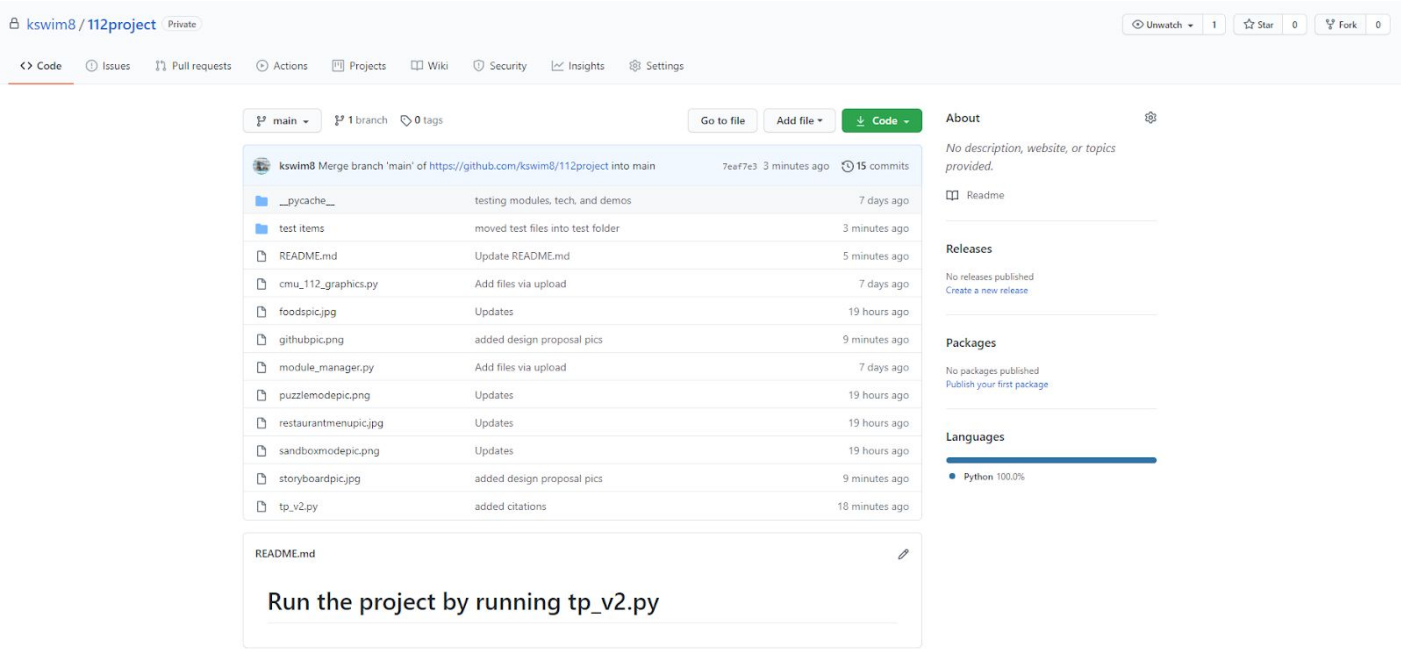 kswim8 / 112project Private
Unwatch 1 Star 0 Fork 0
Code Issues Pull requests Actions Projects Wiki Security Insights Settings
main 1 branch 0 tags Go to file Add file Code
kswim8 Merge branch 'main' of https://github.com/kswim8/112project into main 7eaf7e3 3 minutes ago 15 commits
__pycache__ testing modules, tech, and demos 7 days ago
test items moved test files into test folder 3 minutes ago
README.md Update README.md 5 minutes ago
cmu_112_graphics.py Add files via upload 7 days ago
foodspic.jpg Updates 19 hours ago
githubpic.png added design proposal pics 9 minutes ago
module_manager.py Add files via upload 7 days ago
puzzlemodepic.png Updates 19 hours ago
restaurantmenupic.jpg Updates 19 hours ago
sandboxmodepic.png Updates 19 hours ago
storyboardpic.jpg added design proposal pics 9 minutes ago
tp_v2.py added citations 18 minutes ago
README.md
Run the project by running tp_v2.py
About
No description, website, or topics
provided.
Readme
Releases
No releases published
Create a new release
Packages
No packages published
Publish your first package
Languages
Python 100.0%